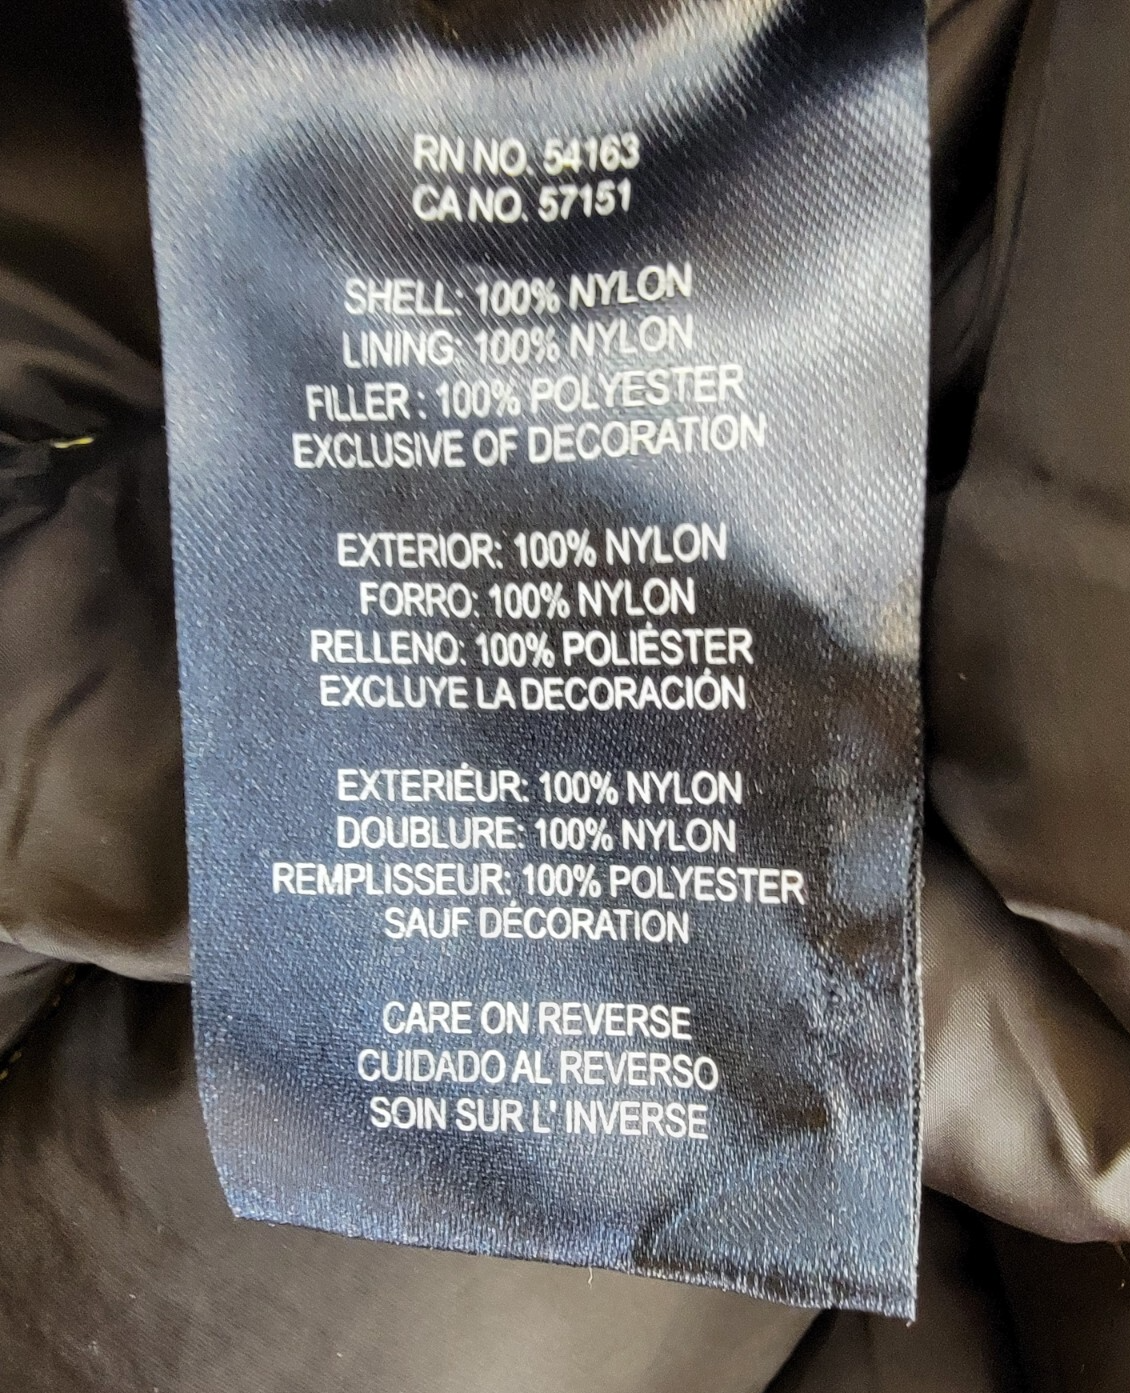 RN NO. 54163
CA NO. 57151
SHELL: 100% NYLON
LINING: 100% NYLON
FILLER : 100% POLYESTER
EXCLUSIVE OF DECORATION
EXTERIOR: 100% NYLON
FORRO: 100% NYLON
RELLENO: 100% POLIÉSTER
EXCLUYE LA DECORACIÓN
EXTERIÉUR: 100% NYLON
DOUBLURE: 100% NYLON
REMPLISSEUR: 100% POLYESTER
SAUF DÉCORATION
CARE ON REVERSE
CUIDADO AL REVERSO
SOIN SUR L' INVERSE